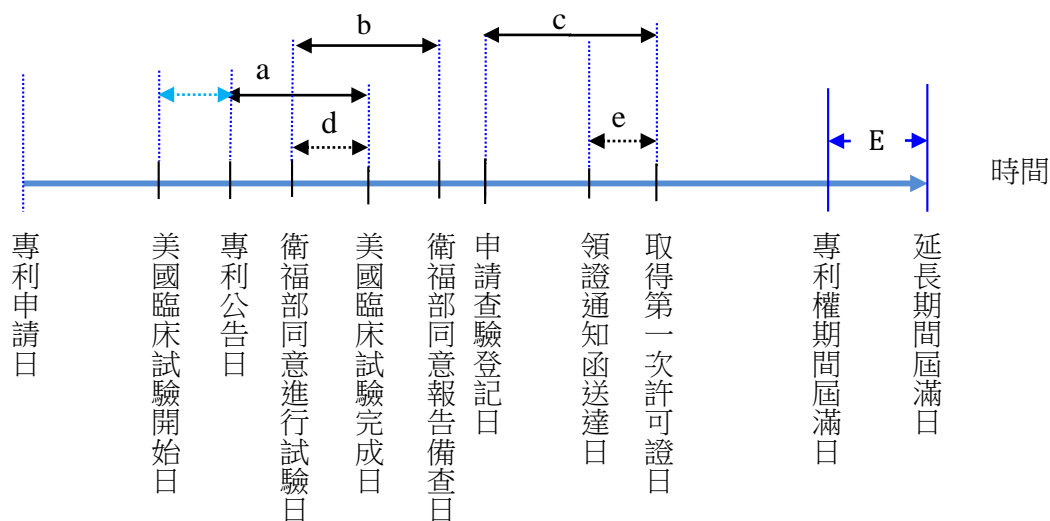 b
c
a
d
e
E
時間
專利申請日
美國臨床試驗開始日
專利公告日
衛福部同意進行試驗日
美國臨床試驗完成日
衛福部同意報告備查日
申請查驗登記日
領證通知函送達日
取得第一次許可證日
專利權期間屆滿日
延長期間屆滿日